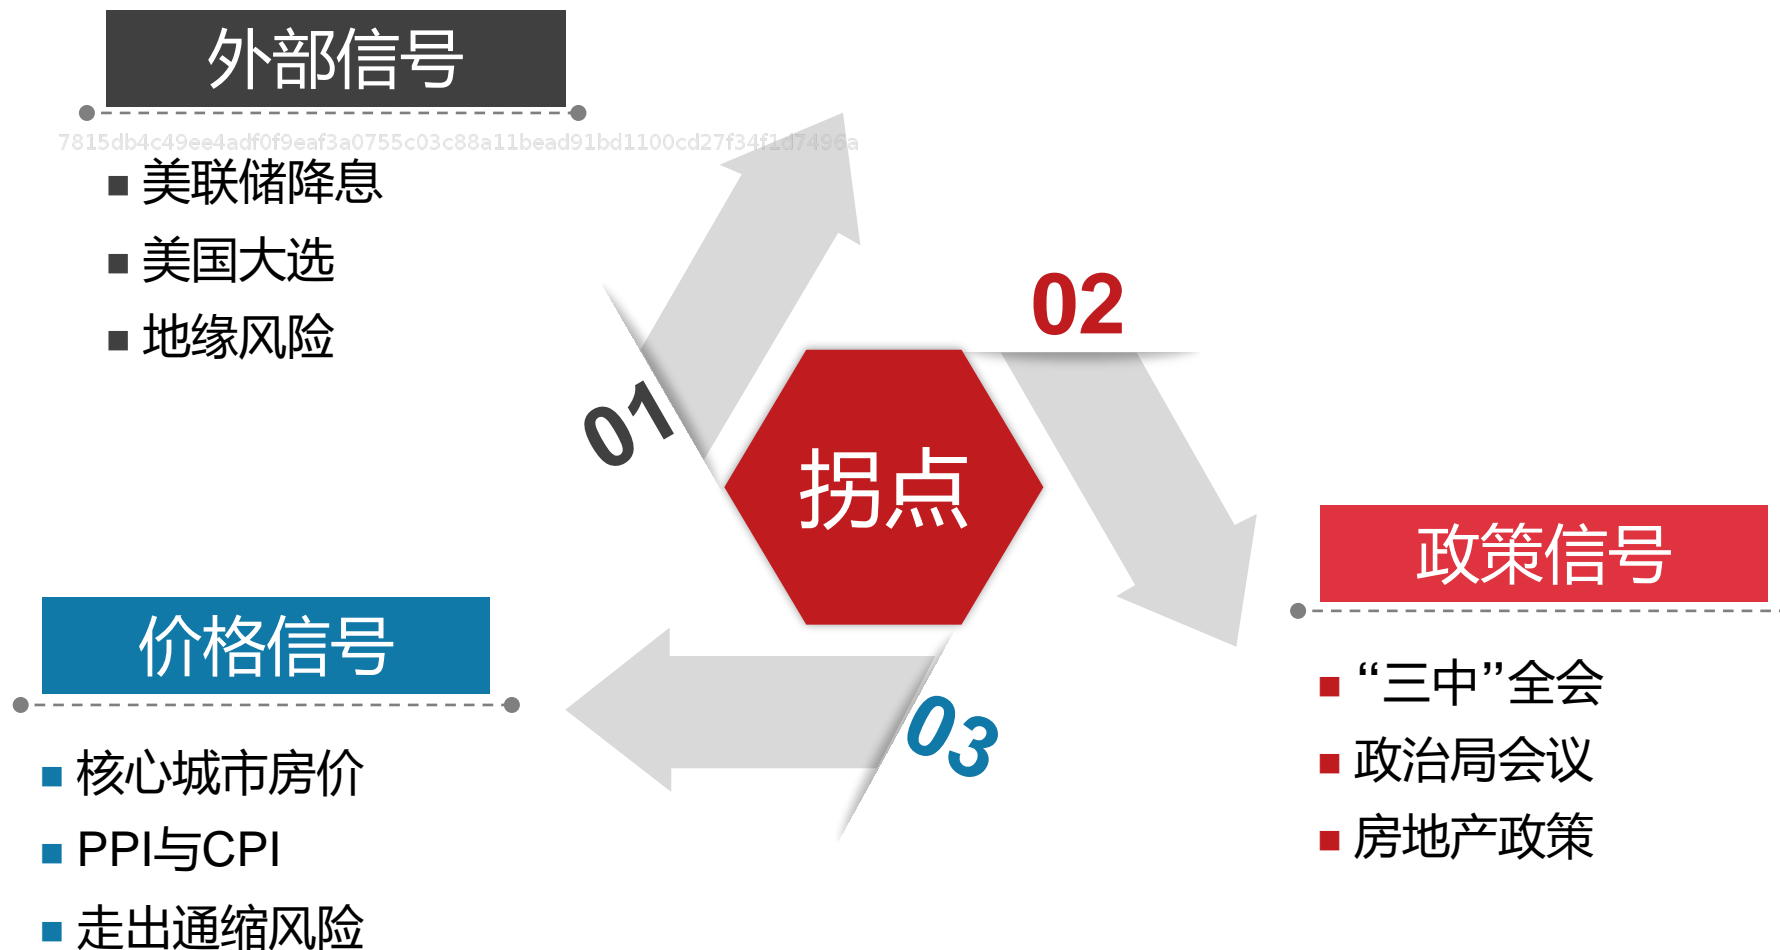 外部信号
7815db4c49ee4adf0f9eaf3a0755c03c88a11bead91bd1100cd27f34f1d7496a
美联储降息
美国大选
地缘风险
01
02
拐点
政策信号
“三中”全会
政治局会议
房地产政策
03
价格信号
核心城市房价
PPI与CPI
走出通缩风险